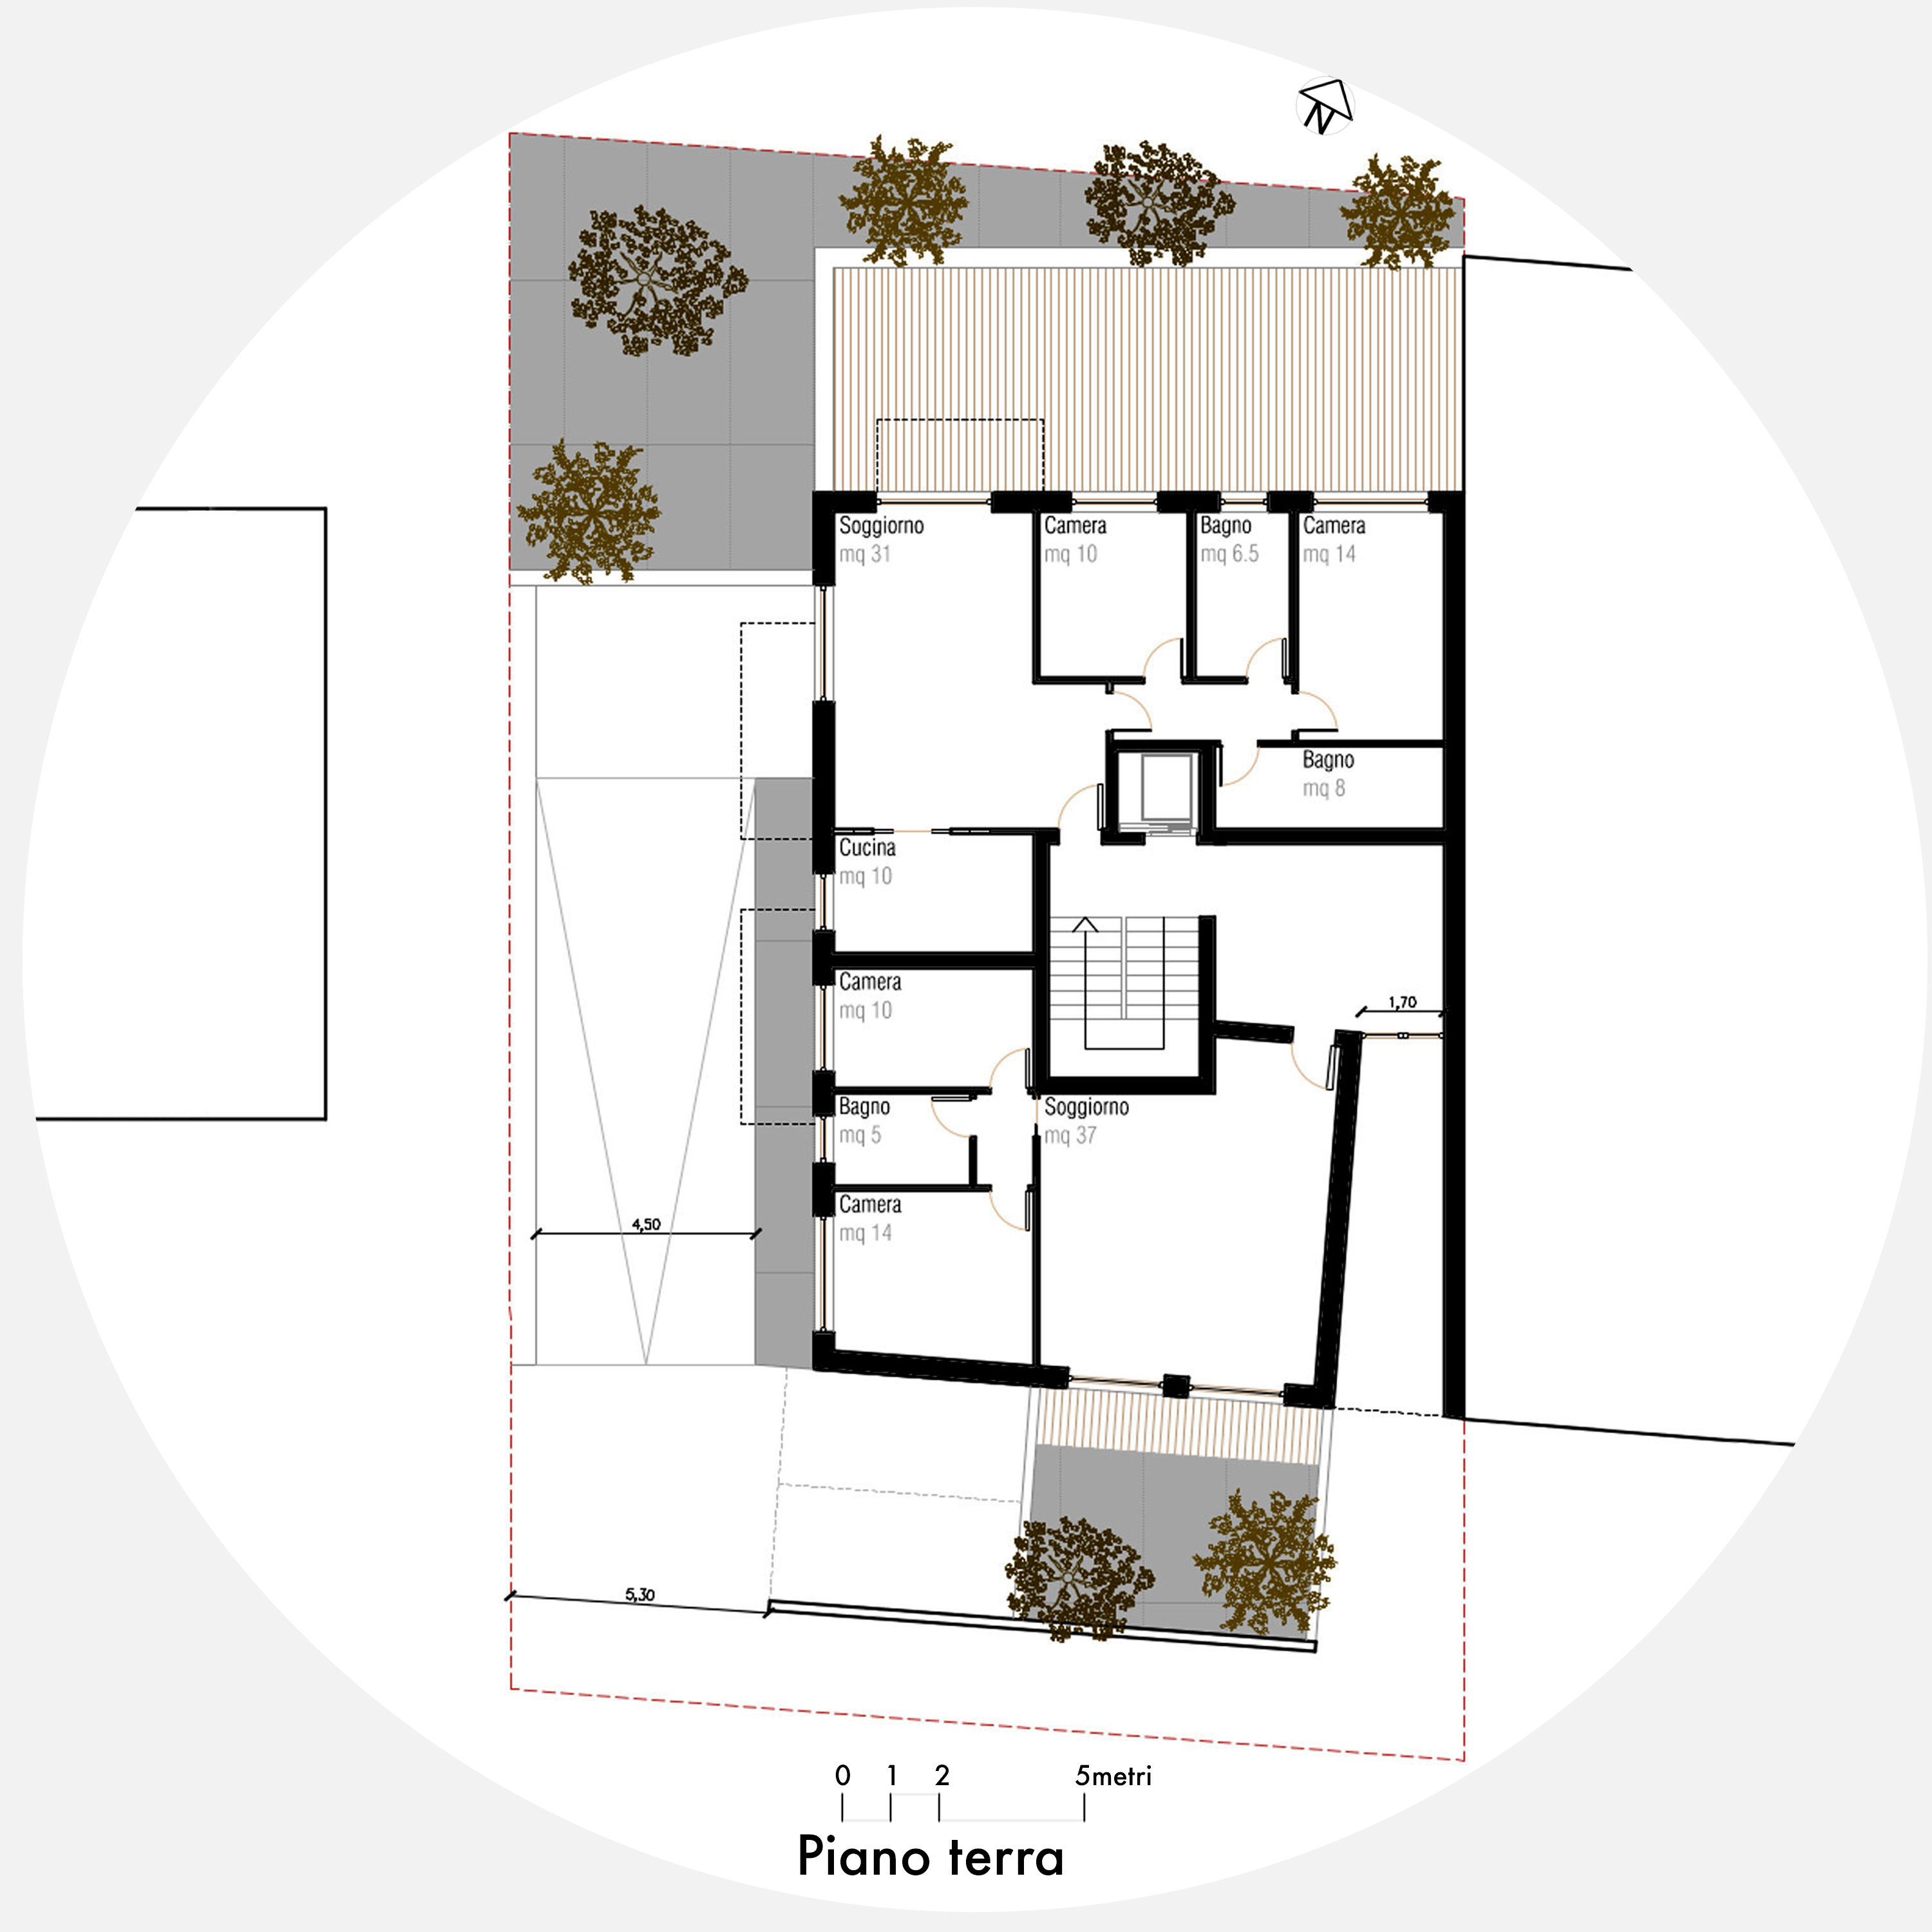 N
Soggiorno
mq 31
Camera
mq 10
Bagno
mq 6.5
Camera
mq 14
Bagno
mq 8
Cucina
mq 10
Camera
mq 10
1,70
Bagno
mq 5
Soggiorno
mq 37
Camera
mq 14
4,50
5,30
0 1 2 5metri
Piano terra